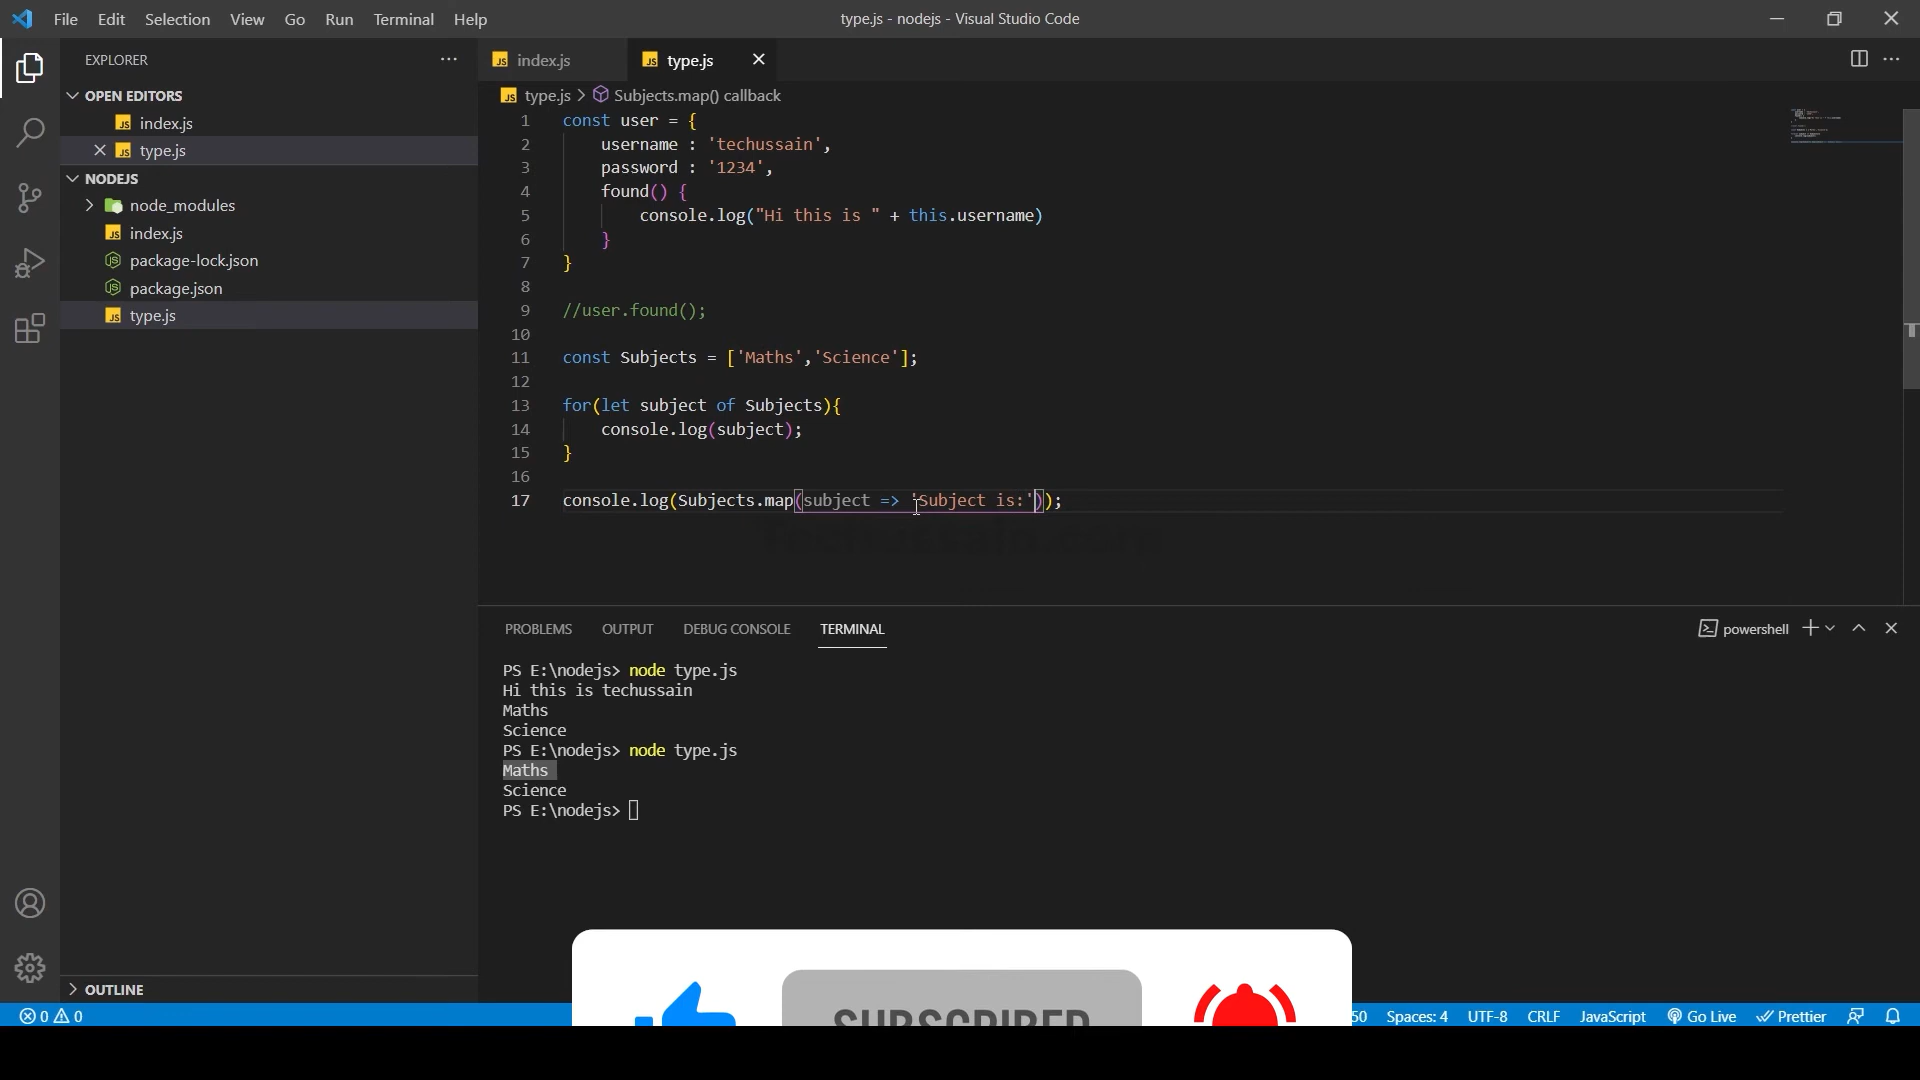 File Edit Selection View Go Run Terminal Help
type.js - nodejs - Visual Studio Code
EXPLORER
OPEN EDITORS
index.js
type.js
NODEJS
node_modules
index.js
package-lock.json
package.json
type.js
OUTLINE
index.js type.js
type.js > Subjects.map() callback
1 const user = {
2 username : 'techussain',
3 password : '1234',
4 found() {
5 console.log("Hi this is " + this.username)
6 }
7 }
8
9 //user.found();
10
11 const Subjects = ['Maths','Science'];
12
13 for(let subject of Subjects){
14 console.log(subject);
15 }
16
17 console.log(Subjects.map(subject => 'Subject is:'));
PROBLEMS OUTPUT DEBUG CONSOLE TERMINAL
powershell
PS E:\nodejs> node type.js
Hi this is techussain
Maths
Science
PS E:\nodejs> node type.js
Maths
Science
PS E:\nodejs>
SUBSCRIBED
0 0
50 Spaces: 4 UTF-8 CRLF JavaScript Go Live Prettier